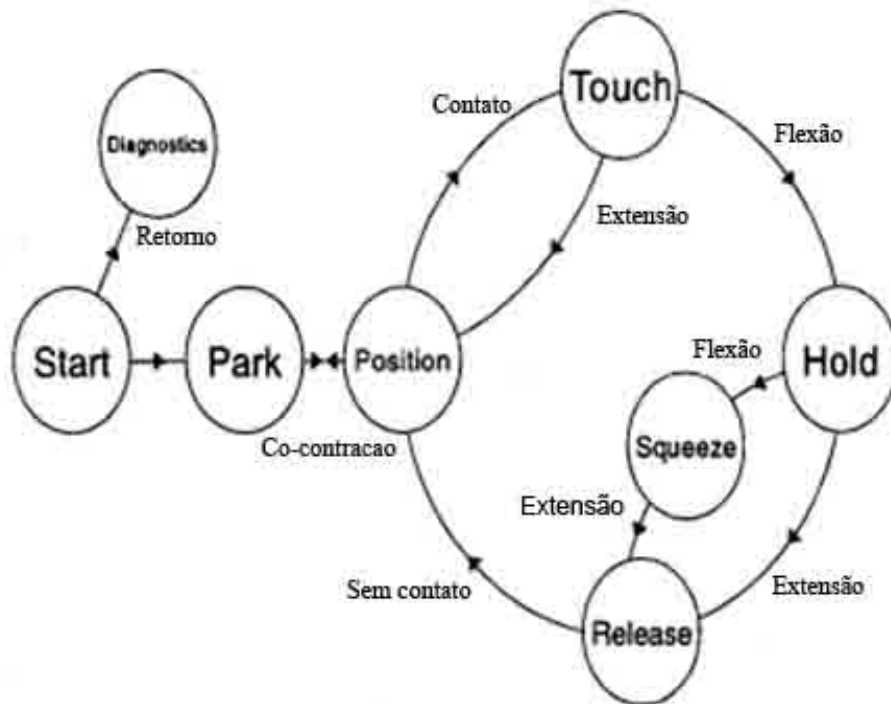 Touch
Contato
Flexão
Diagnostics
Extensão
Retorno
Start
Park
Position
Flexão
Hold
Co-contracao
Squeeze
Extensão
Sem contato
Extensão
Release